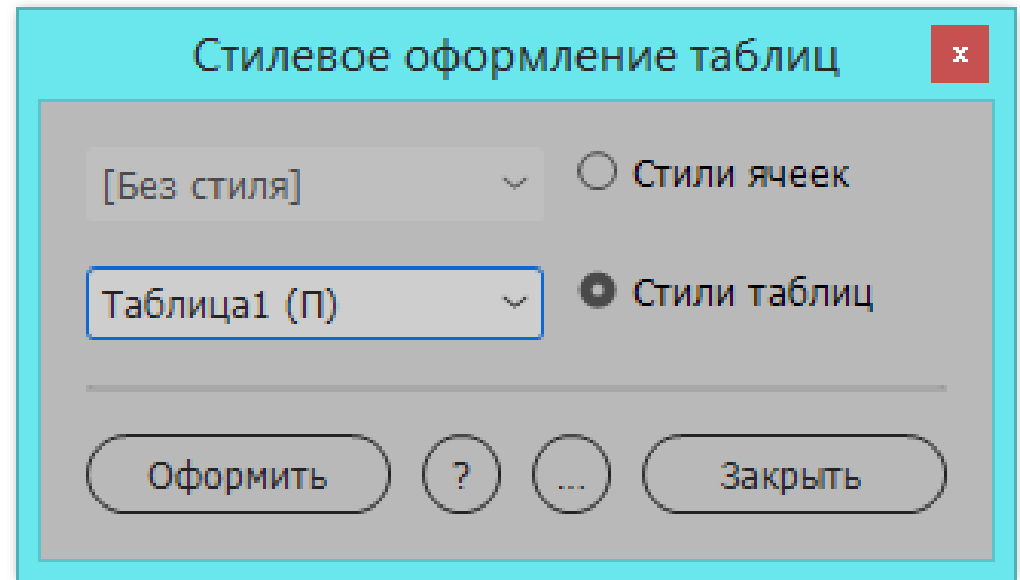 Стилевое оформление таблиц
x
[Без стиля]
Стили ячеек
Таблица1 (П)
Стили таблиц
Оформить
?
...
Закрыть